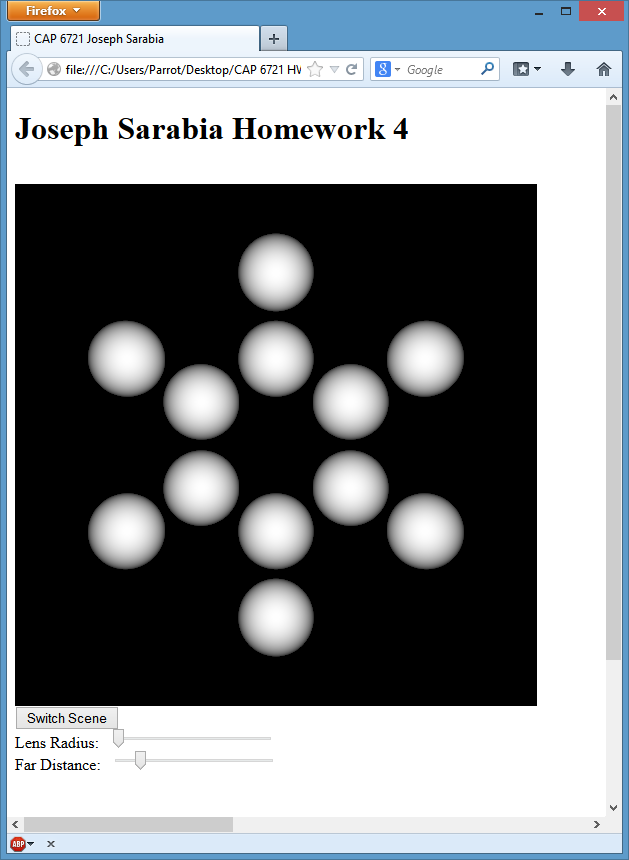 Firefox
CAP 6721 Joseph Sarabia
file:///C:/Users/Parrot/Desktop/CAP 6721 HW
Google
Joseph Sarabia Homework 4
Switch Scene
Lens Radius:
Far Distance:
ABP